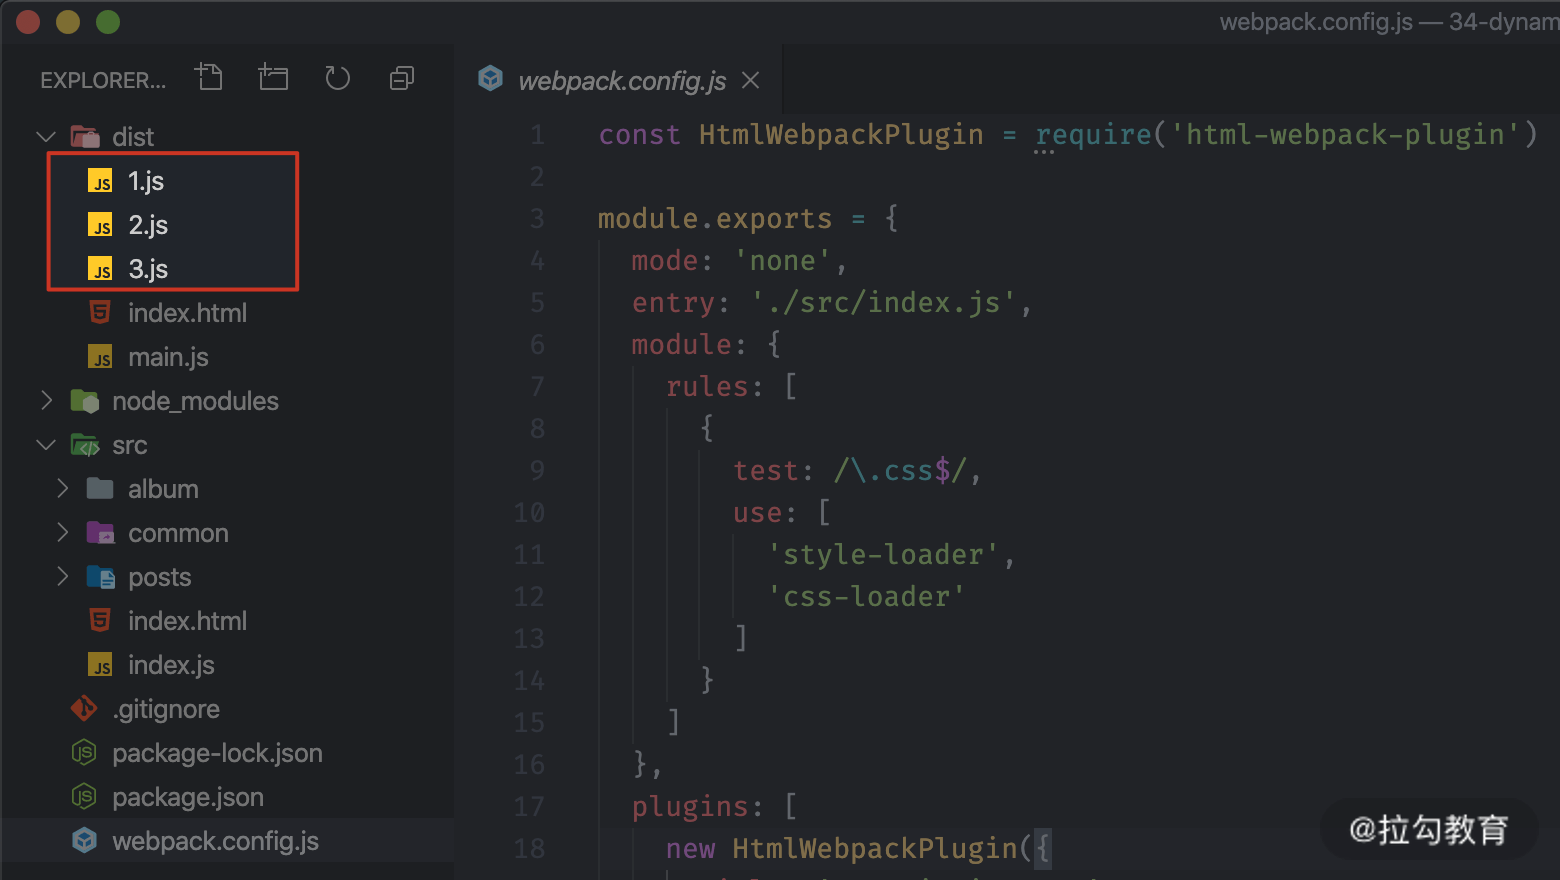 webpack.config.js — 34-dynam
EXPLORER...
dist
JS 1.js
JS 2.js
JS 3.js
index.html
JS main.js
node_modules
src
album
common
posts
index.html
JS index.js
.gitignore
package-lock.json
package.json
webpack.config.js
webpack.config.js
1 const HtmlWebpackPlugin = require('html-webpack-plugin')
2
3 module.exports = {
4 mode: 'none',
5 entry: './src/index.js',
6 module: {
7 rules: [
8 {
9 test: /\.css$/,
10 use: [
11 'style-loader',
12 'css-loader'
13 ]
14 }
15 ]
16 },
17 plugins: [
18 new HtmlWebpackPlugin({
@拉勾教育